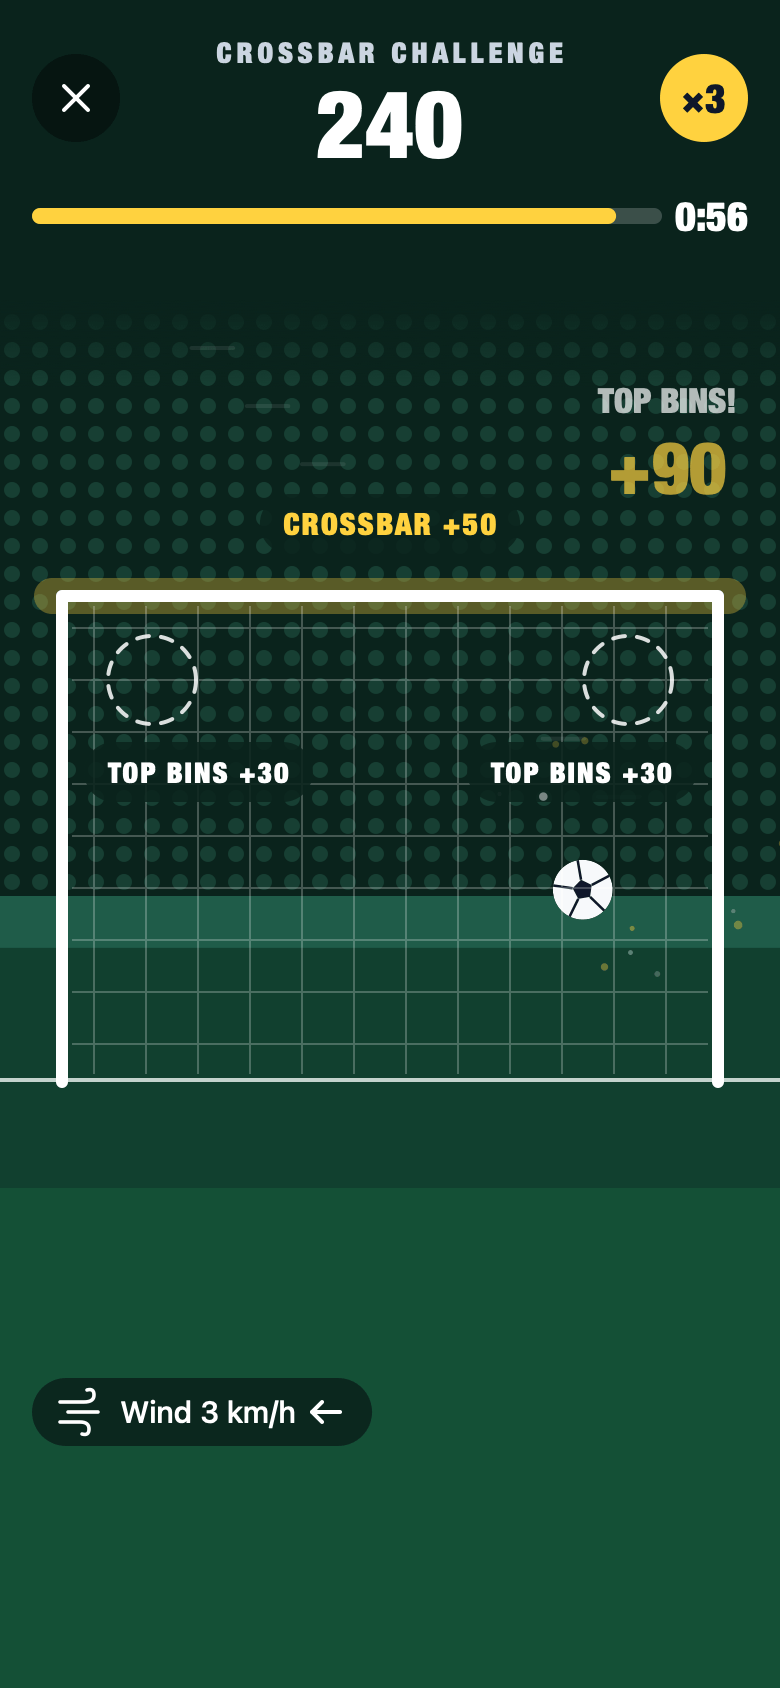 CROSSBAR CHALLENGE
240
×3
0:56
TOP BINS!
+90
CROSSBAR +50
TOP BINS +30
TOP BINS +30
Wind 3 km/h ←